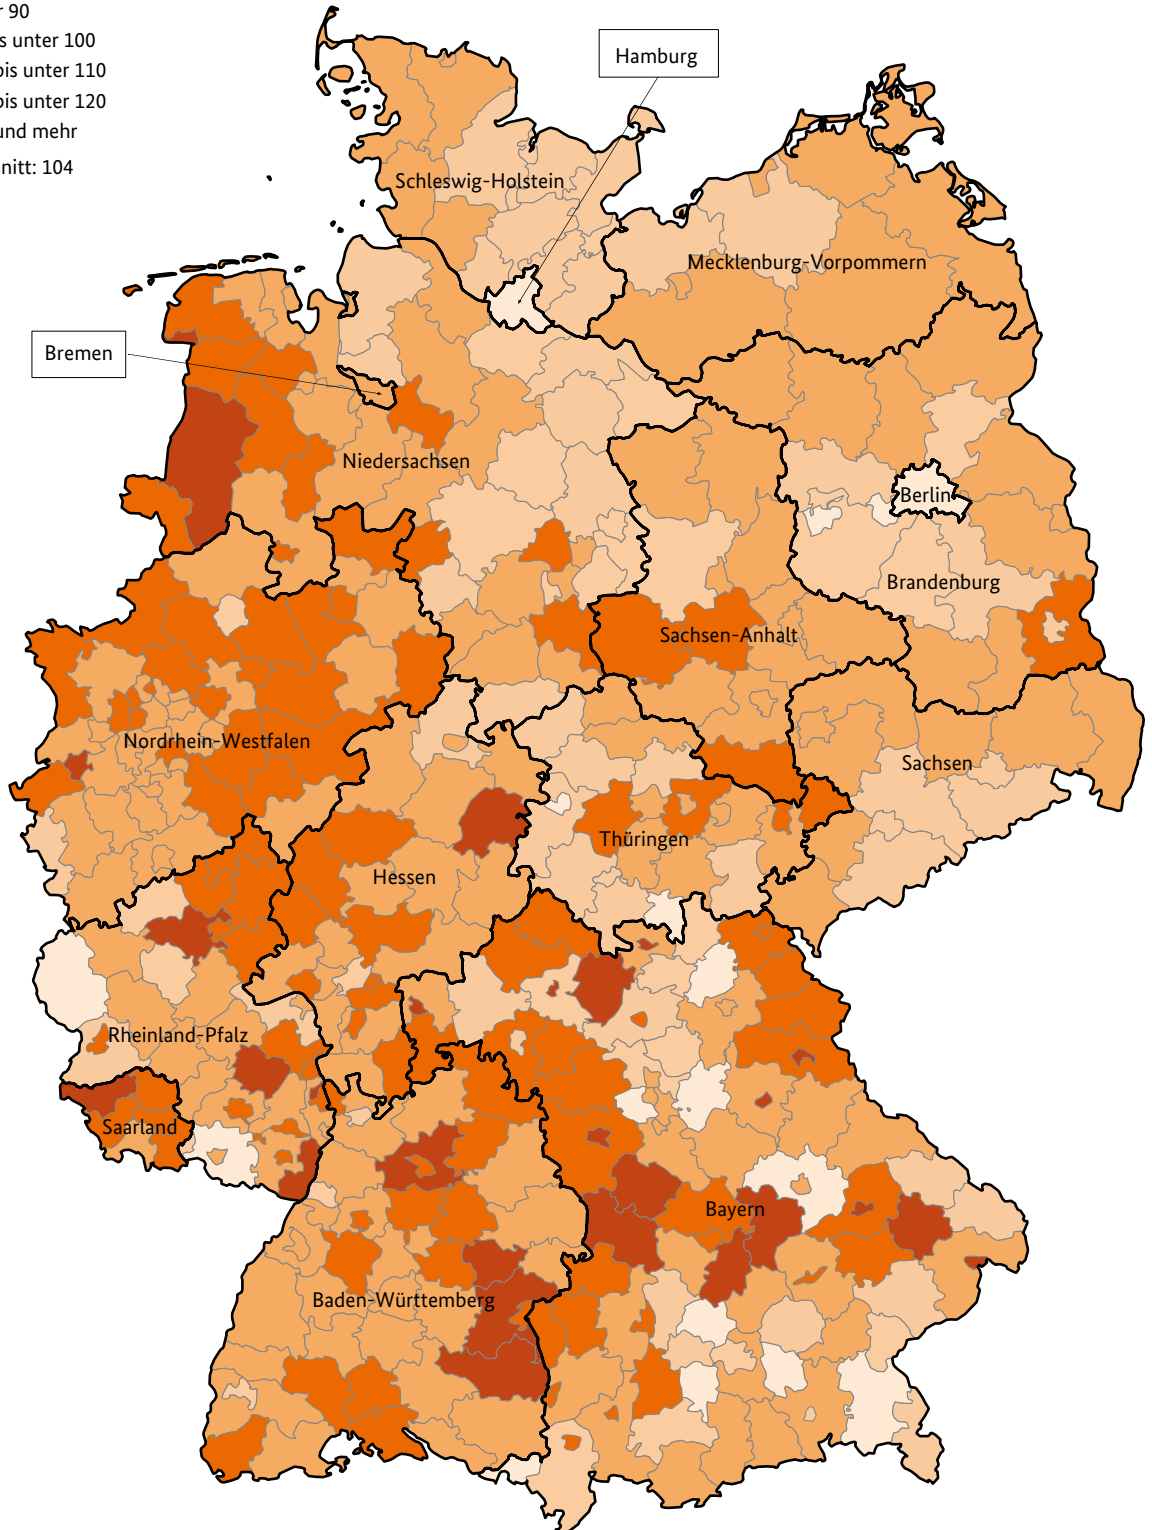 90
unter 100
bis unter 110
bis unter 120
und mehr
104
Hamburg
Schleswig-Holstein
Mecklenburg-Vorpommern
Bremen
Niedersachsen
Berlin
Brandenburg
Sachsen-Anhalt
Nordrhein-Westfalen
Sachsen
Thüringen
Hessen
Rheinland-Pfalz
Saarland
Bayern
Baden-Württemberg